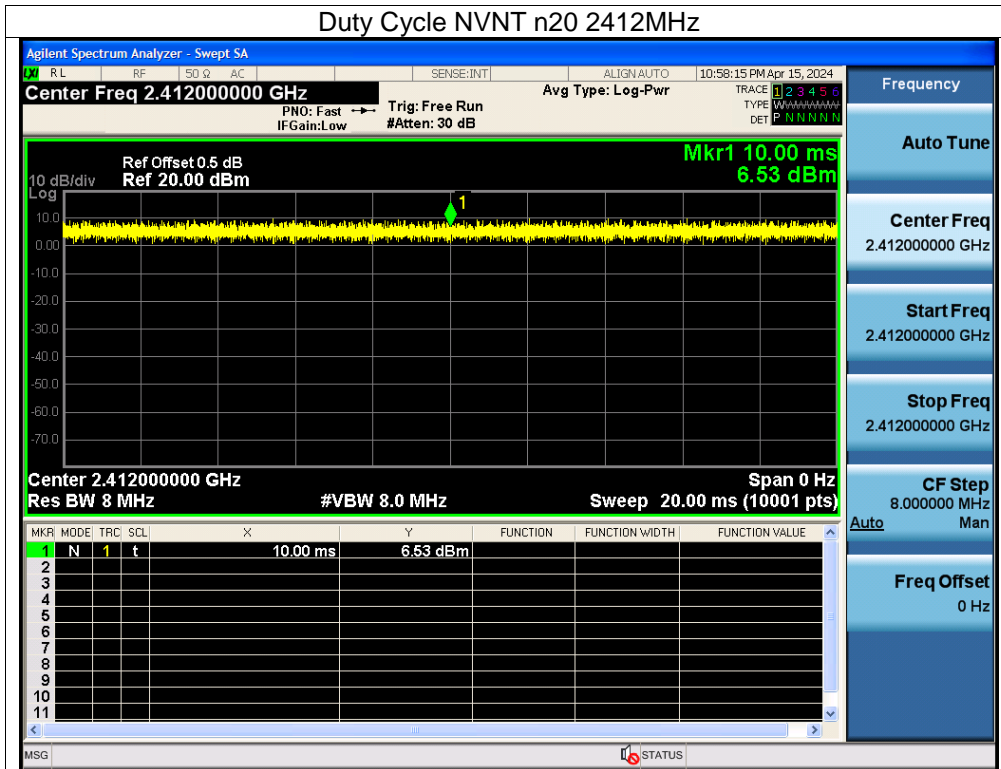 Duty Cycle NVNT n20 2412MHz
Agilent Spectrum Analyzer - Swept SA
LXI RL RF 50 Ω AC SENSE:INT ALIGN AUTO 10:58:15 PM Apr 15, 2024
Center Freq 2.412000000 GHz Avg Type: Log-Pwr TRACE 1 2 3 4 5 6
PNO: Fast Trig: Free Run TYPE WWWWWW
IFGain:Low #Atten: 30 dB DET P N N N N N
Ref Offset 0.5 dB Mkr1 10.00 ms
10 dB/div Ref 20.00 dBm 6.53 dBm
Log
1
10.0
0.00
-10.0
-20.0
-30.0
-40.0
-50.0
-60.0
-70.0
Center 2.412000000 GHz Span 0 Hz
Res BW 8 MHz #VBW 8.0 MHz Sweep 20.00 ms (10001 pts)
MKR MODE TRC SCL X Y FUNCTION FUNCTION WIDTH FUNCTION VALUE
1 N 1 t 10.00 ms 6.53 dBm
2
3
4
5
6
7
8
9
10
11
MSG STATUS
Frequency
Auto Tune
Center Freq
2.412000000 GHz
Start Freq
2.412000000 GHz
Stop Freq
2.412000000 GHz
CF Step
8.000000 MHz
Auto Man
Freq Offset
0 Hz